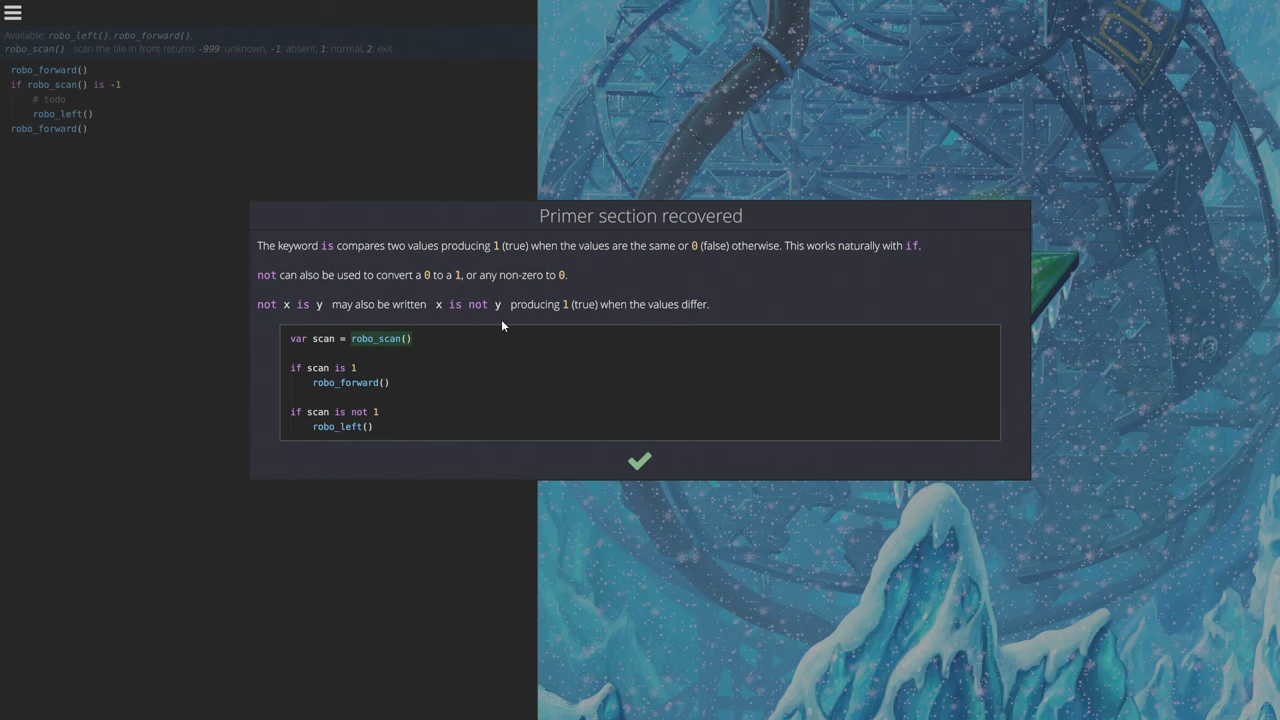 Available: robo_left(), robo_forward(),
robo_scan() scan the tile in front returns -999: unknown, -1: absent, 1: normal, 2: exit
robo_forward()
if robo_scan() is -1
# todo
robo_left()
robo_forward()
Primer section recovered
The keyword is compares two values producing 1 (true) when the values are the same or 0 (false) otherwise. This works naturally with if.
not can also be used to convert a 0 to a 1, or any non-zero to 0.
not x is y may also be written x is not y producing 1 (true) when the values differ.
var scan = robo_scan()
if scan is 1
robo_forward()
if scan is not 1
robo_left()